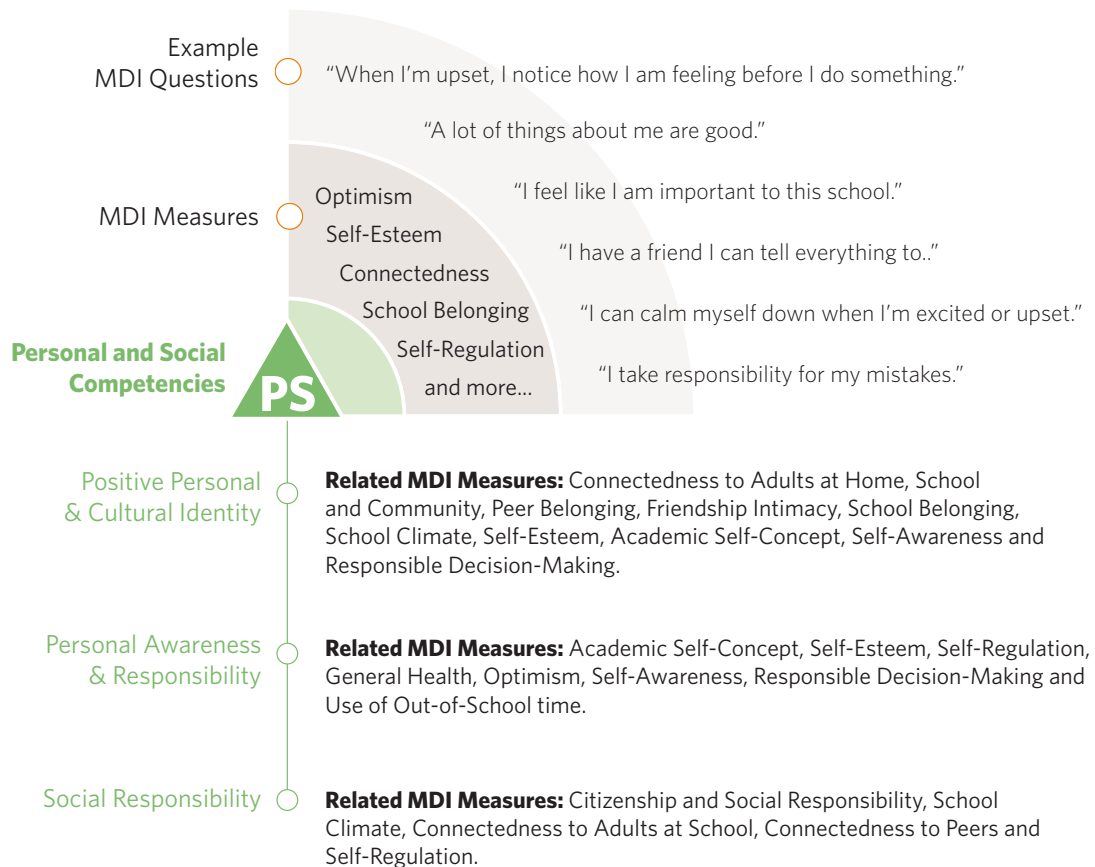 Example
MDI Questions
“When I’m upset, I notice how I am feeling before I do something.”
“A lot of things about me are good.”
“I feel like I am important to this school.”
“I have a friend I can tell everything to..”
“I can calm myself down when I’m excited or upset.”
“I take responsibility for my mistakes.”
MDI Measures
Optimism
Self-Esteem
Connectedness
School Belonging
Self-Regulation
and more...
Personal and Social
Competencies
PS
Positive Personal
& Cultural Identity
Related MDI Measures: Connectedness to Adults at Home, School
and Community, Peer Belonging, Friendship Intimacy, School Belonging,
School Climate, Self-Esteem, Academic Self-Concept, Self-Awareness and
Responsible Decision-Making.
Personal Awareness
& Responsibility
Related MDI Measures: Academic Self-Concept, Self-Esteem, Self-Regulation,
General Health, Optimism, Self-Awareness, Responsible Decision-Making and
Use of Out-of-School time.
Social Responsibility
Related MDI Measures: Citizenship and Social Responsibility, School
Climate, Connectedness to Adults at School, Connectedness to Peers and
Self-Regulation.